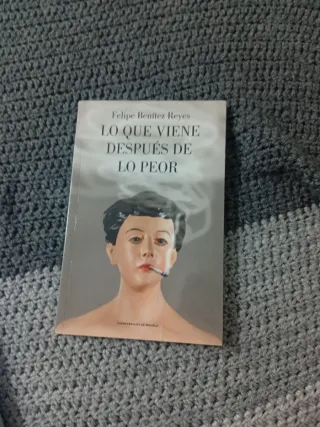 Felipe Benítez Reyes
LO QUE VIENE
DESPUÉS DE
LO PEOR